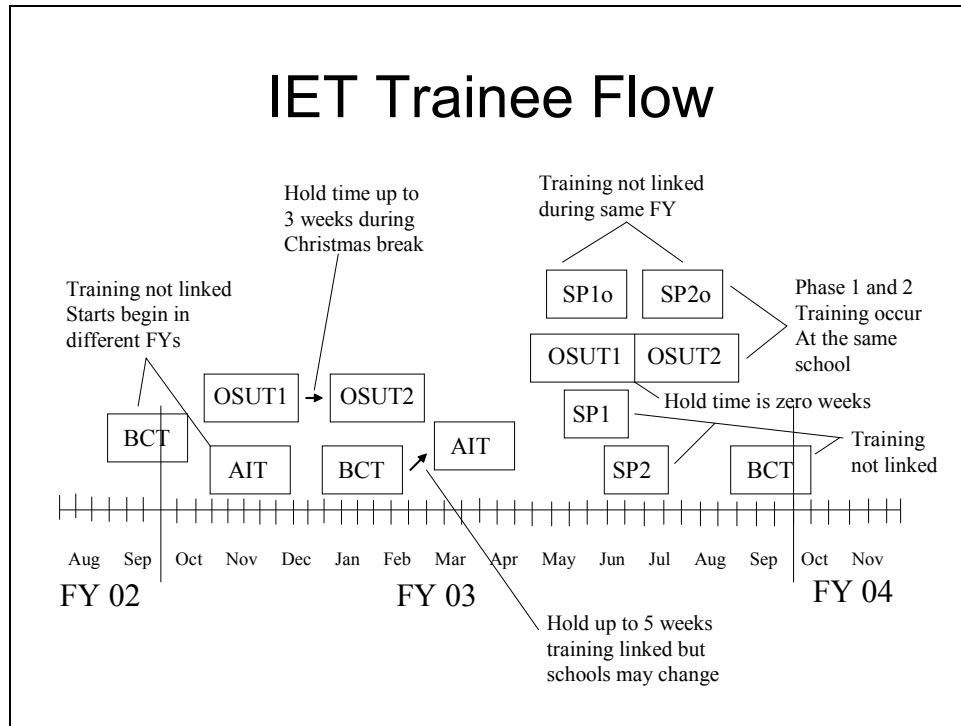 IET Trainee Flow
Hold time up to
3 weeks during
Christmas break
Training not linked
during same FY
Training not linked
Starts begin in
different FYs
SP1o
SP2o
Phase 1 and 2
Training occur
At the same
school
OSUT1
OSUT2
OSUT1
OSUT2
Hold time is zero weeks
SP1
BCT
AIT
Training
not linked
AIT
BCT
SP2
BCT
Aug Sep Oct Nov Dec Jan Feb Mar Apr May Jun Jul Aug Sep Oct Nov
FY 02
FY 03
FY 04
Hold up to 5 weeks
training linked but
schools may change